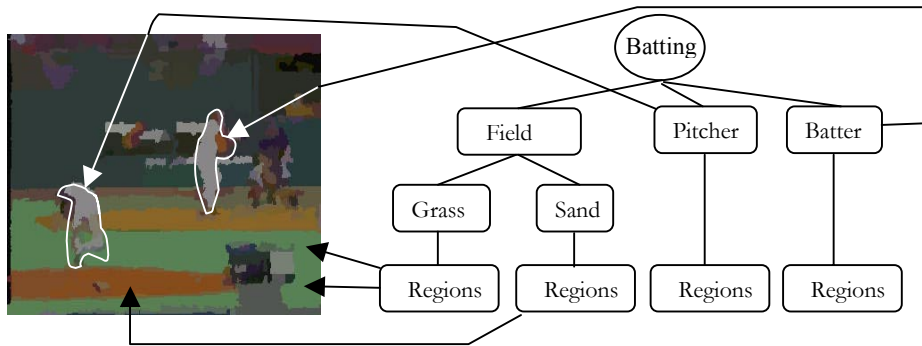 Batting
Field
Pitcher
Batter
Grass
Sand
Regions
Regions
Regions
Regions